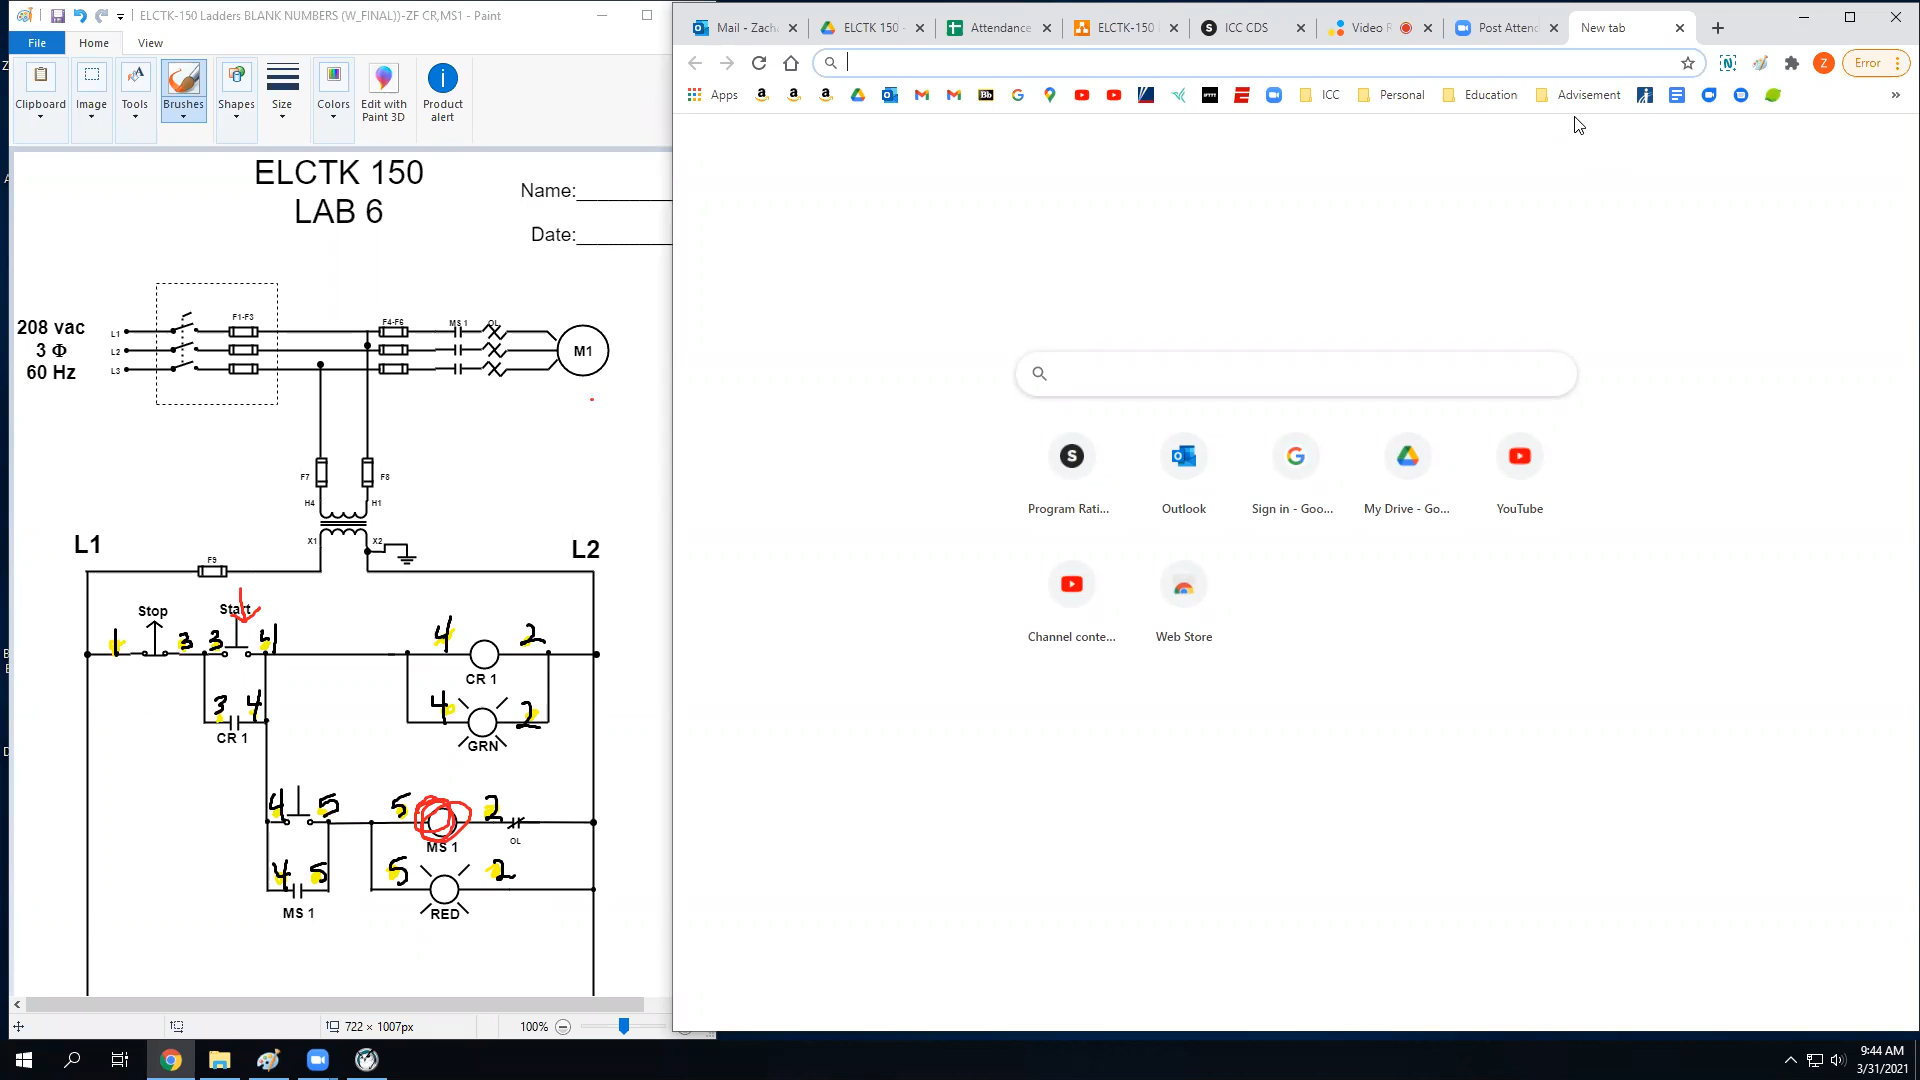 ELCTK-150 Ladders BLANK NUMBERS (W_FINAL))-ZF CR,MS1 - Paint
File Home View
Clipboard Image Tools Brushes Shapes Size Colors Edit with Paint 3D Product alert
ELCTK 150
LAB 6
Name:
Date:
208 vac
3 Φ
60 Hz
L1
L2
L3
F1-F3
F4-F6
MS 1
OL
M1
F7
F8
H4
H1
X1
X2
L1
L2
F9
Stop
Start
1 3 3 4 4 2
CR 1
3 4 4 2
CR 1
GRN
4 5 5 2
MS 1
OL
4 5 5 2
MS 1
RED
722 × 1007px
100%
Mail - Zach
ELCTK 150 -
Attendance
ELCTK-150
ICC CDS
Video R
Post Attend
New tab
Z
Error
Apps
Bb
IFTTT
ICC
Personal
Education
Advisement
S
Program Rati...
Outlook
Sign in - Goo...
My Drive - Go...
YouTube
Channel conte...
Web Store
9:44 AM
3/31/2021